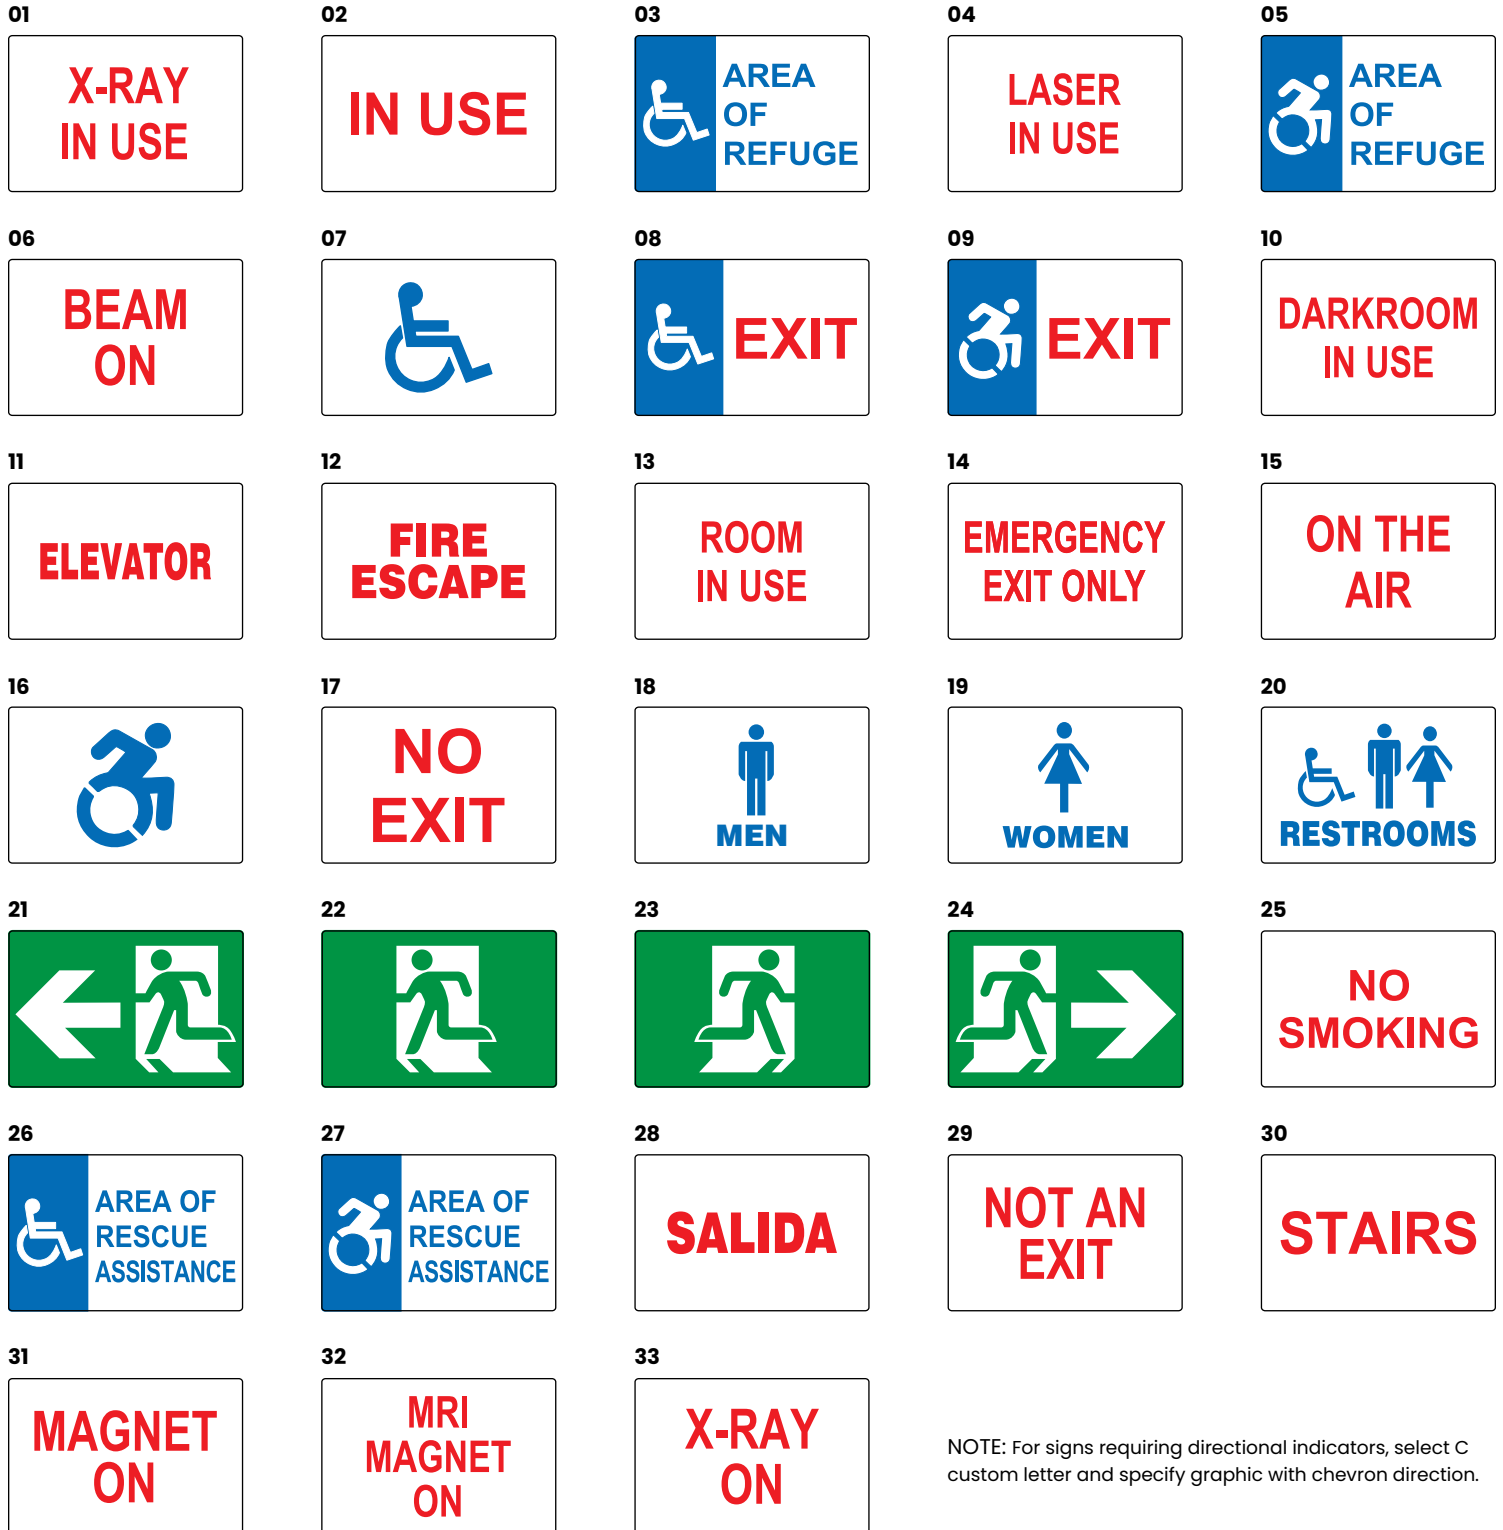 01
X-RAY
IN USE
02
IN USE
03
AREA
OF
REFUGE
04
LASER
IN USE
05
AREA
OF
REFUGE
06
BEAM
ON
07
08
EXIT
09
EXIT
10
DARKROOM
IN USE
11
ELEVATOR
12
FIRE
ESCAPE
13
ROOM
IN USE
14
EMERGENCY
EXIT ONLY
15
ON THE
AIR
16
17
NO
EXIT
18
MEN
19
WOMEN
20
RESTROOMS
21
22
23
24
25
NO
SMOKING
26
AREA OF
RESCUE
ASSISTANCE
27
AREA OF
RESCUE
ASSISTANCE
28
SALIDA
29
NOT AN
EXIT
30
STAIRS
31
MAGNET
ON
32
MRI
MAGNET
ON
33
X-RAY
ON
NOTE: For signs requiring directional indicators, select C
custom letter and specify graphic with chevron direction.